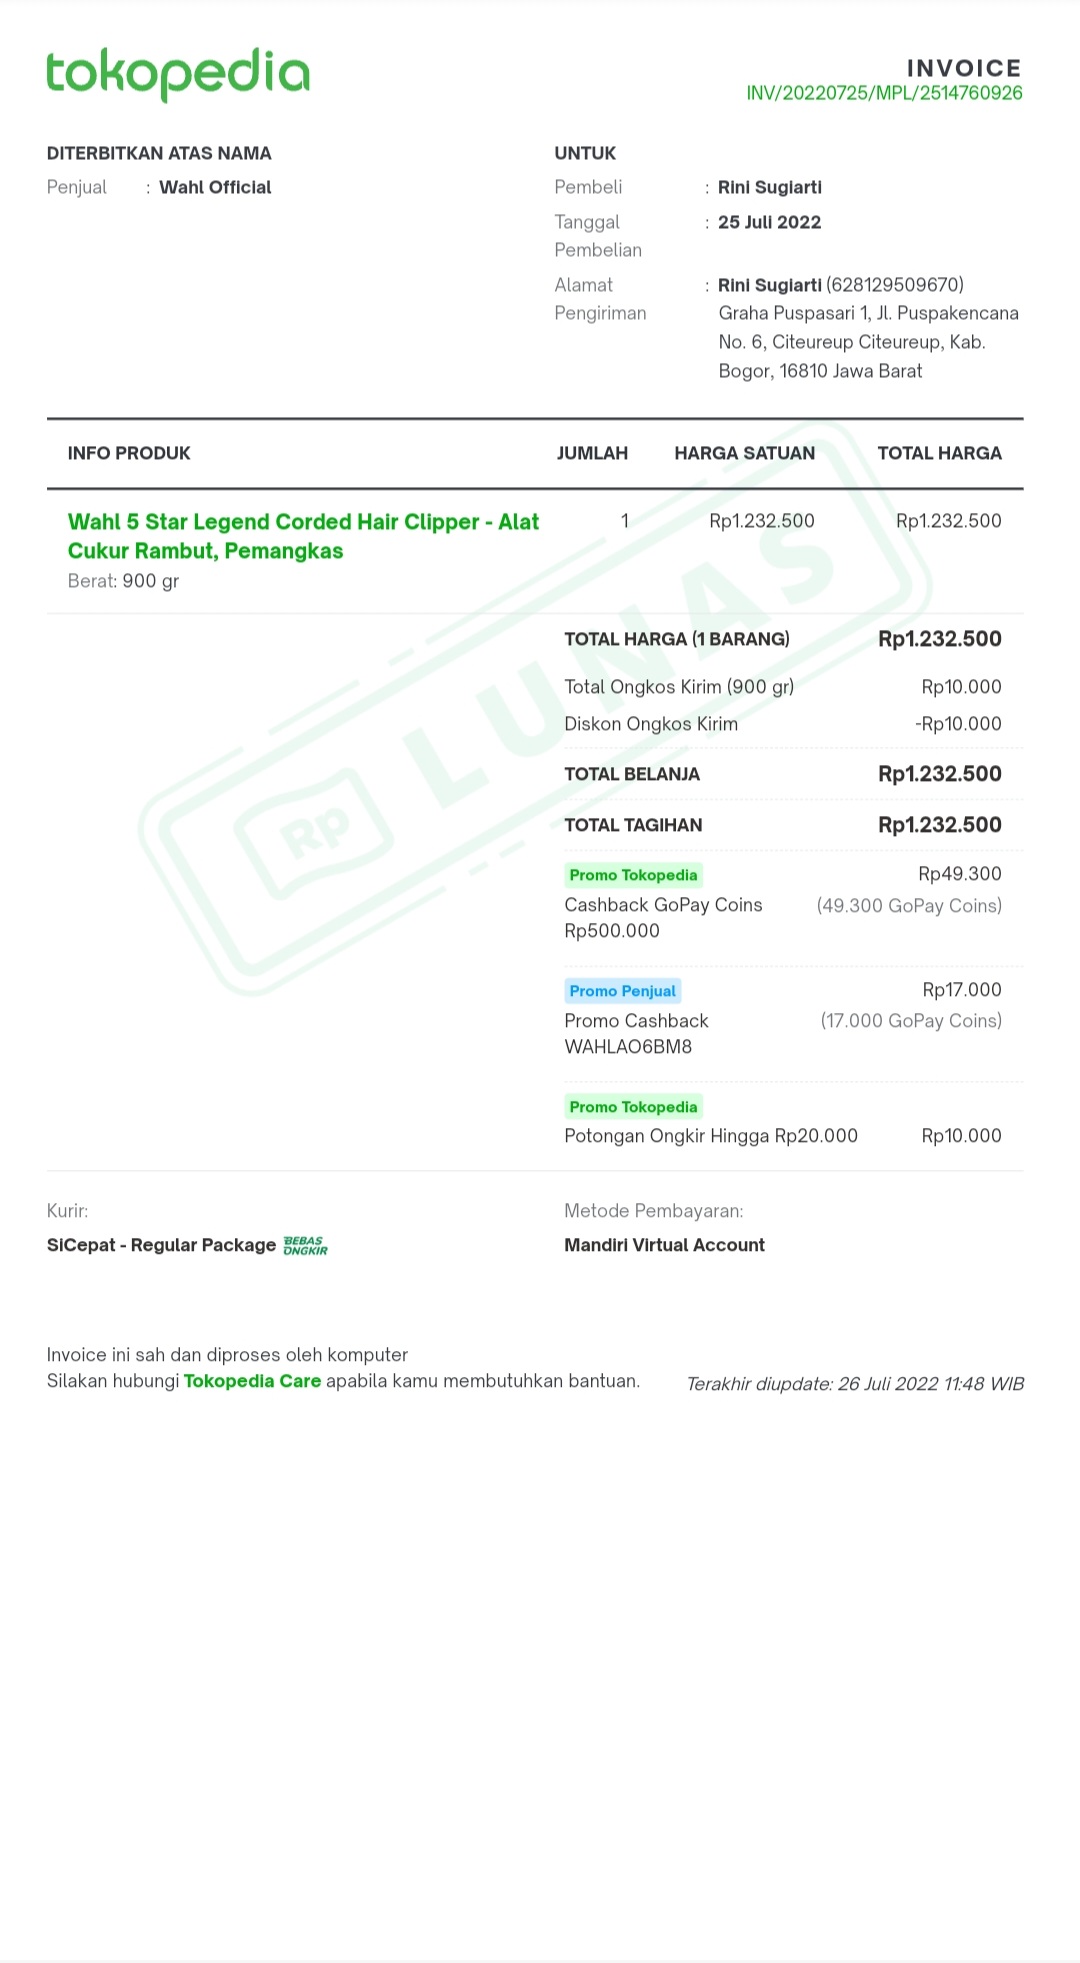 tokopedia
INVOICE
INV/20220725/MPL/2514760926
DITERBITKAN ATAS NAMA
Penjual : Wahl Official
UNTUK
Pembeli : Rini Sugiarti
Tanggal : 25 Juli 2022
Pembelian
Alamat : Rini Sugiarti (628129509670)
Pengiriman Graha Puspasari 1, Jl. Puspakencana
No. 6, Citeureup Citeureup, Kab.
Bogor, 16810 Jawa Barat
INFO PRODUK JUMLAH HARGA SATUAN TOTAL HARGA
Wahl 5 Star Legend Corded Hair Clipper - Alat 1 Rp1.232.500 Rp1.232.500
Cukur Rambut, Pemangkas
Berat: 900 gr
Rp LUNAS
TOTAL HARGA (1 BARANG) Rp1.232.500
Total Ongkos Kirim (900 gr) Rp10.000
Diskon Ongkos Kirim -Rp10.000
TOTAL BELANJA Rp1.232.500
TOTAL TAGIHAN Rp1.232.500
Promo Tokopedia Rp49.300
Cashback GoPay Coins (49.300 GoPay Coins)
Rp500.000
Promo Penjual Rp17.000
Promo Cashback (17.000 GoPay Coins)
WAHLAO6BM8
Promo Tokopedia
Potongan Ongkir Hingga Rp20.000 Rp10.000
Kurir:
SiCepat - Regular Package BEBAS ONGKIR
Metode Pembayaran:
Mandiri Virtual Account
Invoice ini sah dan diproses oleh komputer
Silakan hubungi Tokopedia Care apabila kamu membutuhkan bantuan.
Terakhir diupdate: 26 Juli 2022 11:48 WIB